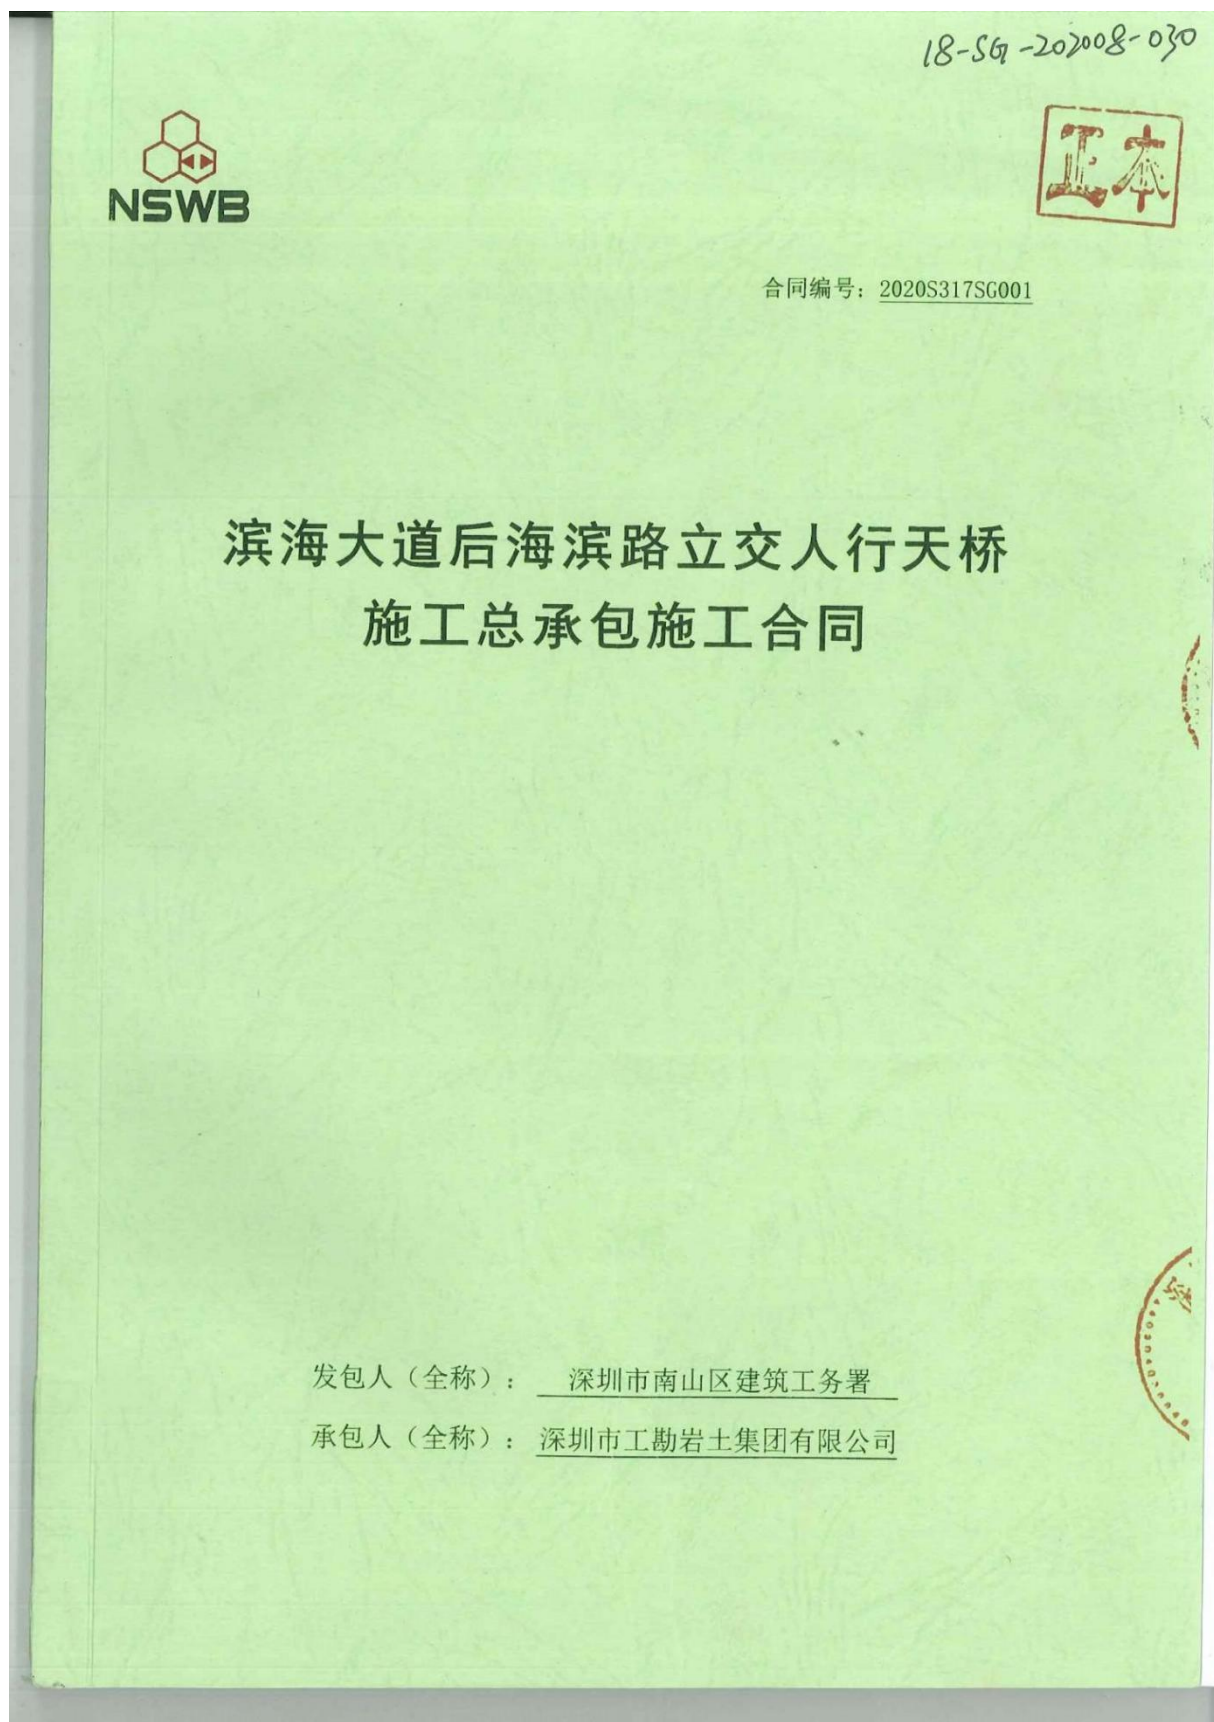 18-SG-202008-030
正本
NSWB
合同编号：2020S317SG001
滨海大道后海滨路立交人行天桥
施工总承包施工合同
发包人（全称）：深圳市南山区建筑工务署
承包人（全称）：深圳市工勘岩土集团有限公司